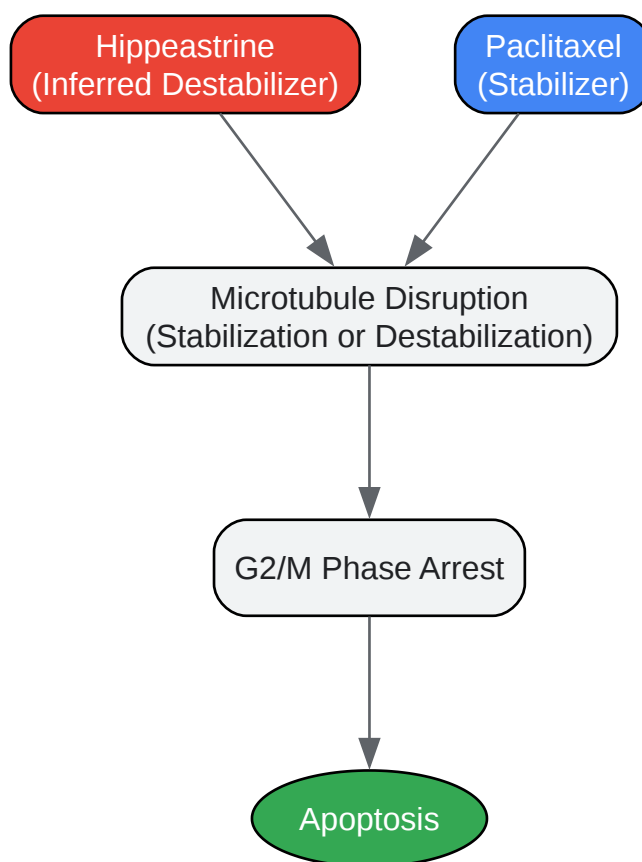 Hippeastrine
(Inferred Destabilizer)
Paclitaxel
(Stabilizer)
Microtubule Disruption
(Stabilization or Destabilization)
G2/M Phase Arrest
Apoptosis